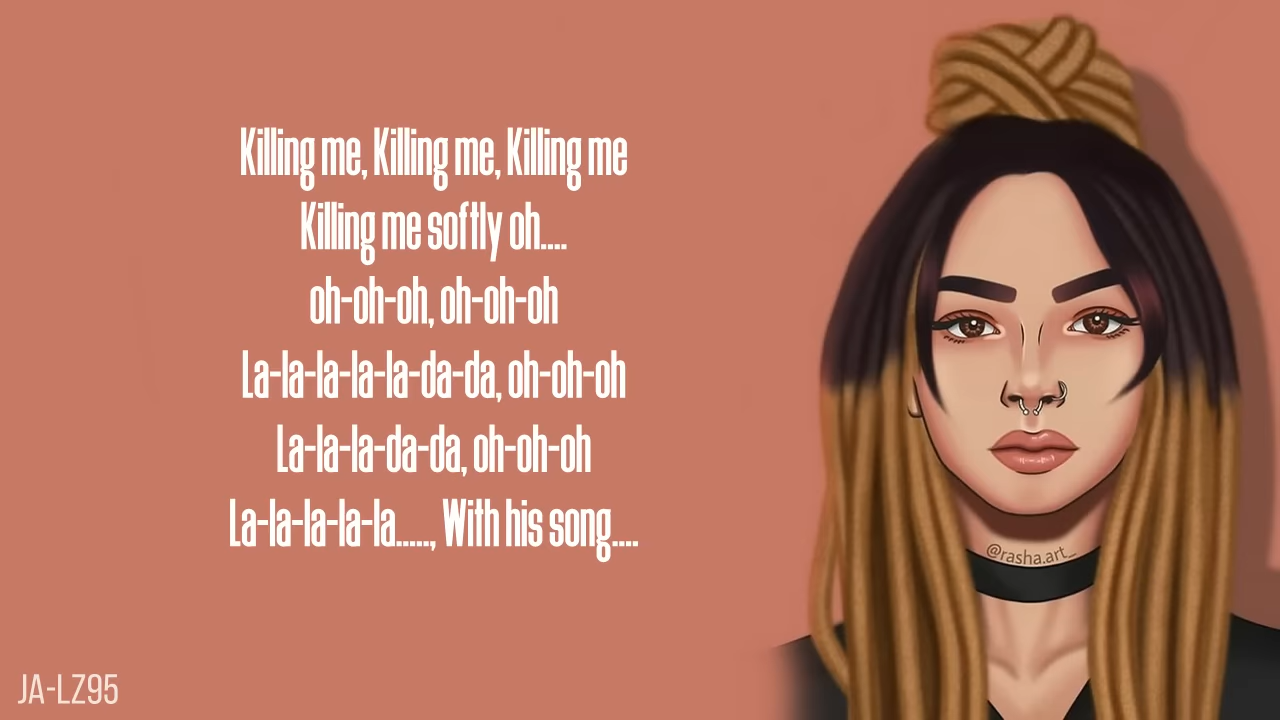 Killing me, Killing me, Killing me
Killing me softly oh....
oh-oh-oh, oh-oh-oh
La-la-la-la-la-da-da, oh-oh-oh
La-la-la-da-da, oh-oh-oh
La-la-la-la-la....., With his song....
@rasha.art_
JA-LZ95